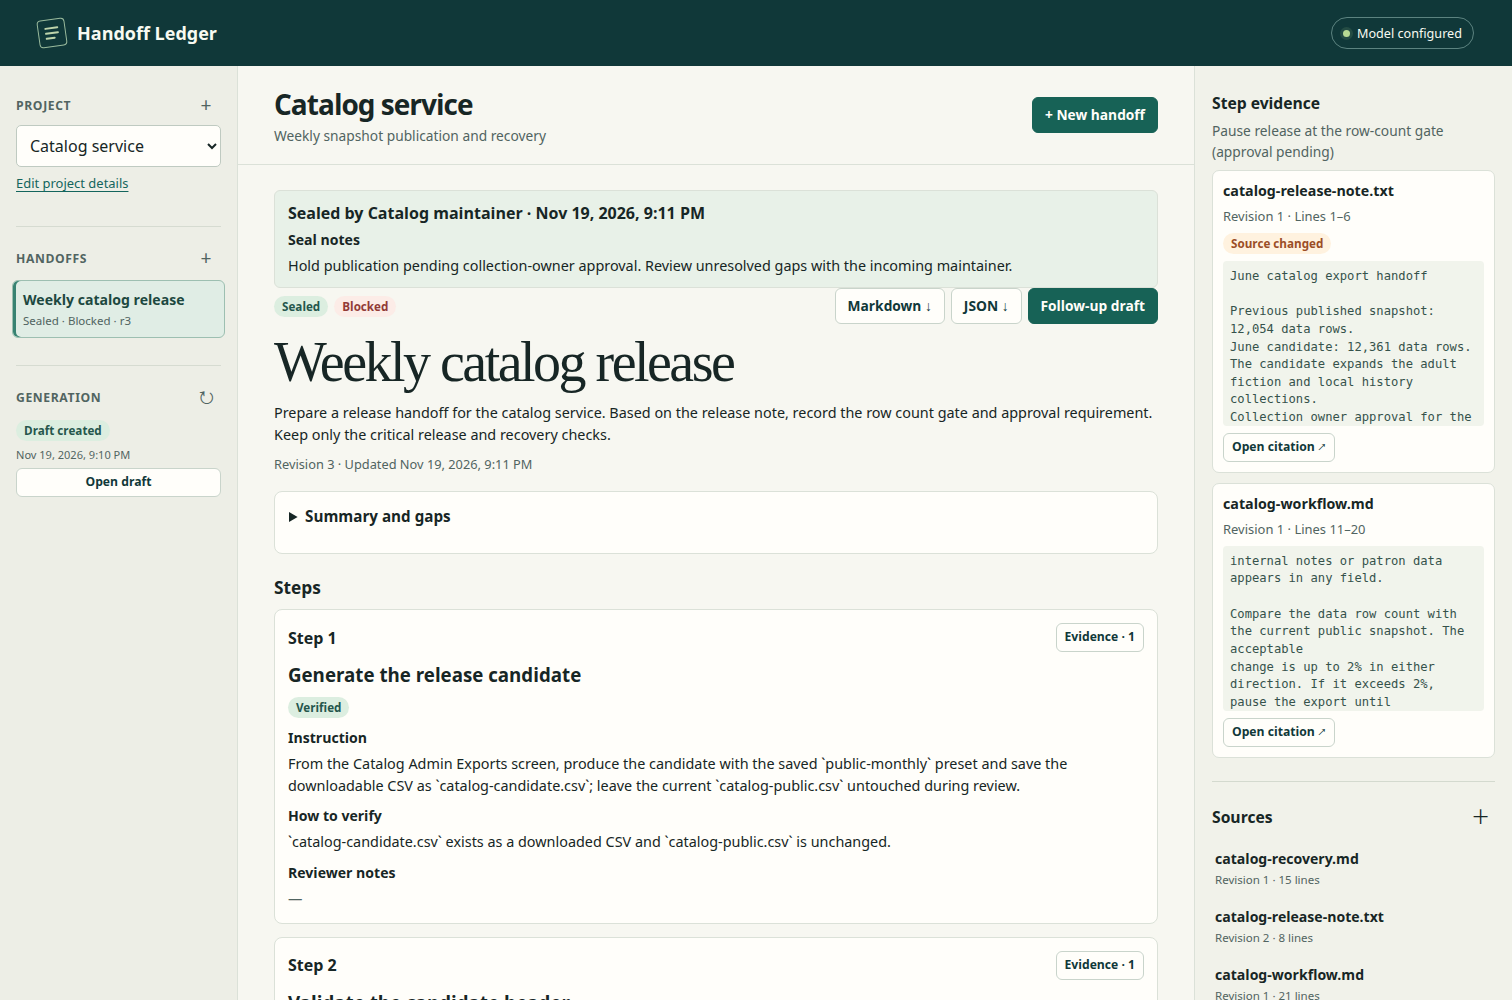 Handoff Ledger
Model configured
PROJECT
+
Catalog service
Edit project details
HANDOFFS
+
Weekly catalog release
Sealed · Blocked · r3
GENERATION
Draft created
Nov 19, 2026, 9:10 PM
Open draft
Catalog service
Weekly snapshot publication and recovery
+ New handoff
Sealed by Catalog maintainer · Nov 19, 2026, 9:11 PM
Seal notes
Hold publication pending collection-owner approval. Review unresolved gaps with the incoming maintainer.
Sealed
Blocked
Markdown ↓
JSON ↓
Follow-up draft
Weekly catalog release
Prepare a release handoff for the catalog service. Based on the release note, record the row count gate and approval requirement.
Keep only the critical release and recovery checks.
Revision 3 · Updated Nov 19, 2026, 9:11 PM
Summary and gaps
Steps
Step 1
Evidence · 1
Generate the release candidate
Verified
Instruction
From the Catalog Admin Exports screen, produce the candidate with the saved `public-monthly` preset and save the
downloadable CSV as `catalog-candidate.csv`; leave the current `catalog-public.csv` untouched during review.
How to verify
`catalog-candidate.csv` exists as a downloaded CSV and `catalog-public.csv` is unchanged.
Reviewer notes
—
Step 2
Evidence · 1
Validate the candidate header
Step evidence
Pause release at the row-count gate
(approval pending)
catalog-release-note.txt
Revision 1 · Lines 1–6
Source changed
June catalog export handoff
Previous published snapshot:
12,054 data rows.
June candidate: 12,361 data rows.
The candidate expands the adult
fiction and local history
collections.
Collection owner approval for the
Open citation ↗
catalog-workflow.md
Revision 1 · Lines 11–20
internal notes or patron data
appears in any field.
Compare the data row count with
the current public snapshot. The
acceptable
change is up to 2% in either
direction. If it exceeds 2%,
pause the export until
Open citation ↗
Sources
+
catalog-recovery.md
Revision 1 · 15 lines
catalog-release-note.txt
Revision 2 · 8 lines
catalog-workflow.md
Revision 1 · 21 lines